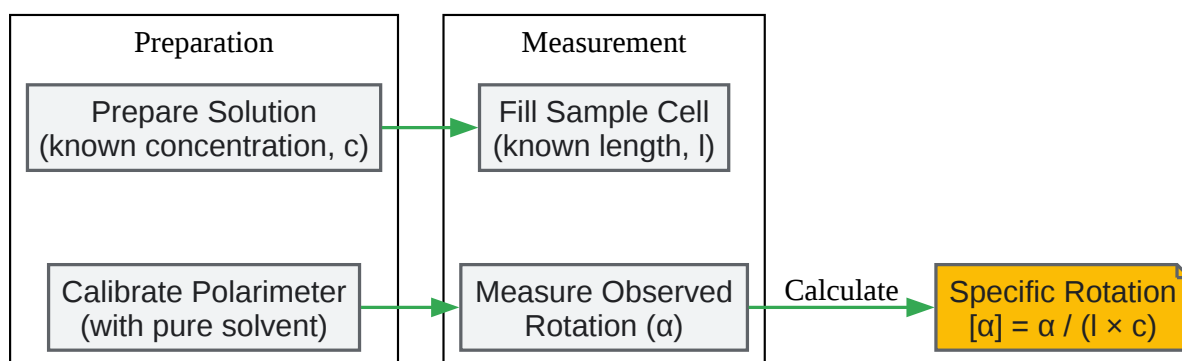 Preparation
Measurement
Prepare Solution
(known concentration, c)
Fill Sample Cell
(known length, l)
Calibrate Polarimeter
(with pure solvent)
Measure Observed
Rotation (α)
Calculate
Specific Rotation
[α] = α / (l × c)